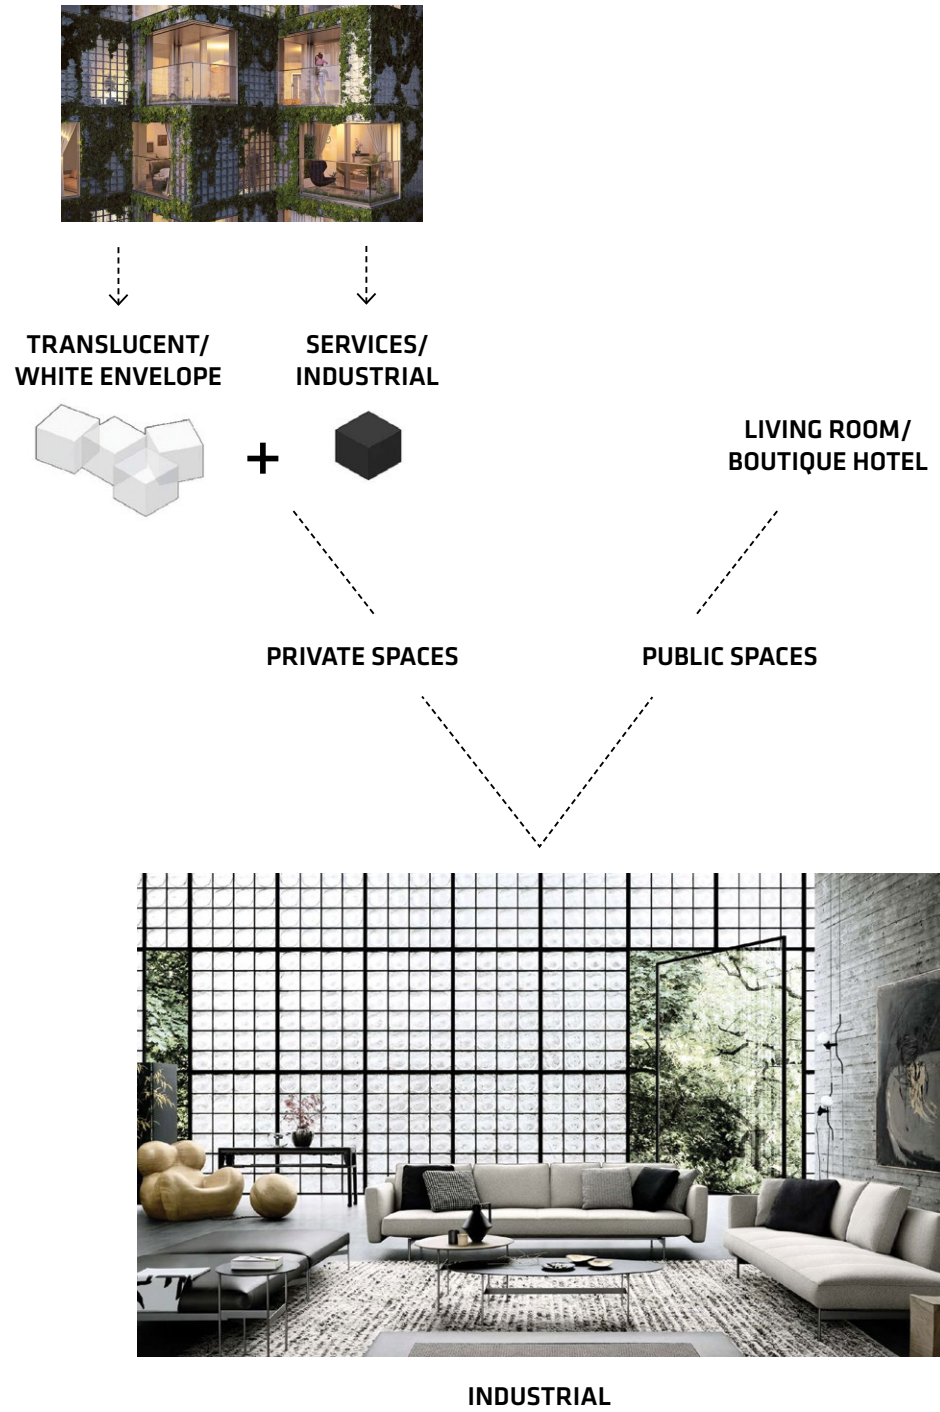 TRANSLUCENT/
WHITE ENVELOPE
SERVICES/
INDUSTRIAL
+
LIVING ROOM/
BOUTIQUE HOTEL
PRIVATE SPACES
PUBLIC SPACES
INDUSTRIAL